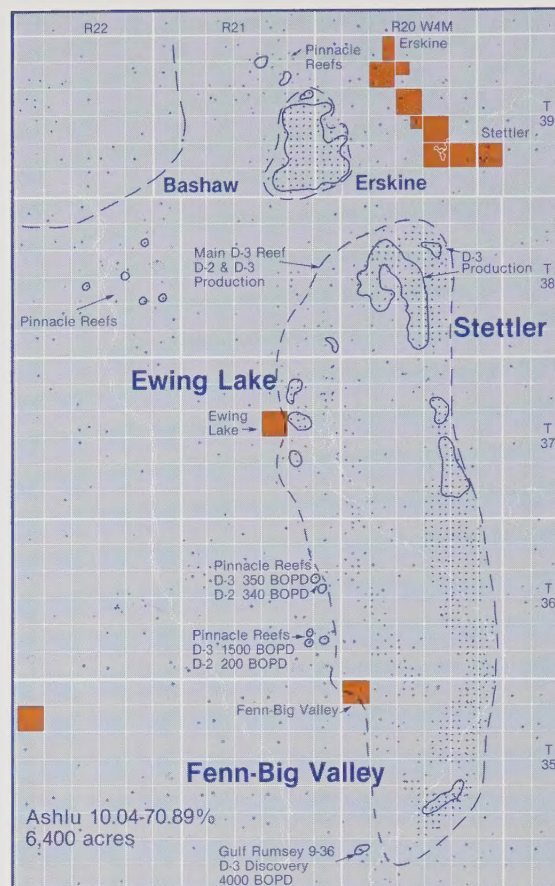 R22
R21
R20 W4M
Pinnacle
Reefs
Erskine
T
39
Stettler
Bashaw
Erskine
Main D-3 Reef
D-2 & D-3
Production
D-3
Production
T
38
Pinnacle Reefs
Stettler
Ewing Lake
Ewing
Lake
T
37
Pinnacle Reefs
D-3 350 BOPD
D-2 340 BOPD
T
36
Pinnacle Reefs
D-3 1500 BOPD
D-2 200 BOPD
Fenn-Big Valley
T
35
Fenn-Big Valley
Ashlu 10.04-70.89%
6,400 acres
Gulf Rumsey 9-36
D-3 Discovery
4000 BOPD